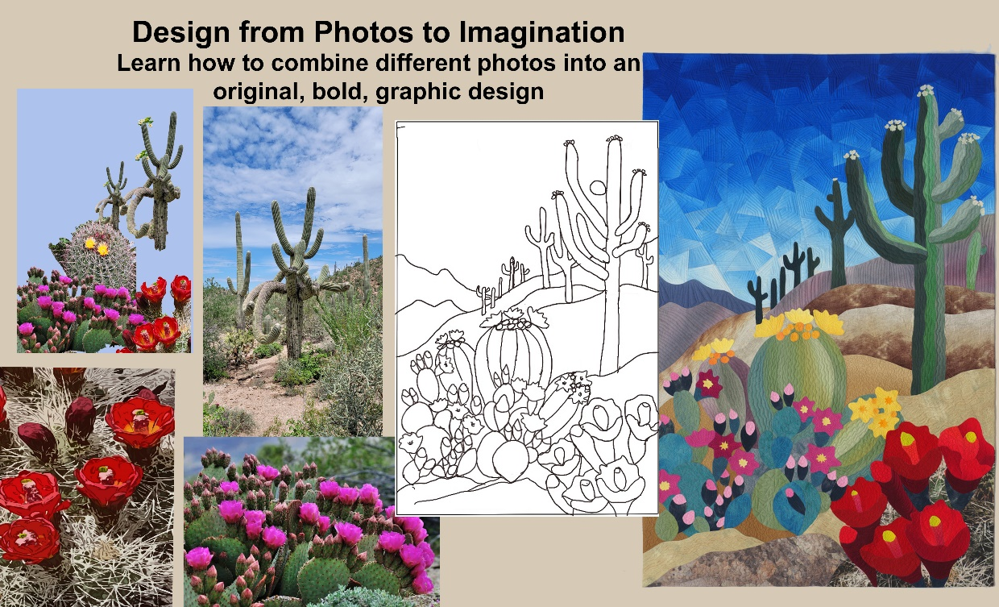 Design from Photos to Imagination
Learn how to combine different photos into an
original, bold, graphic design